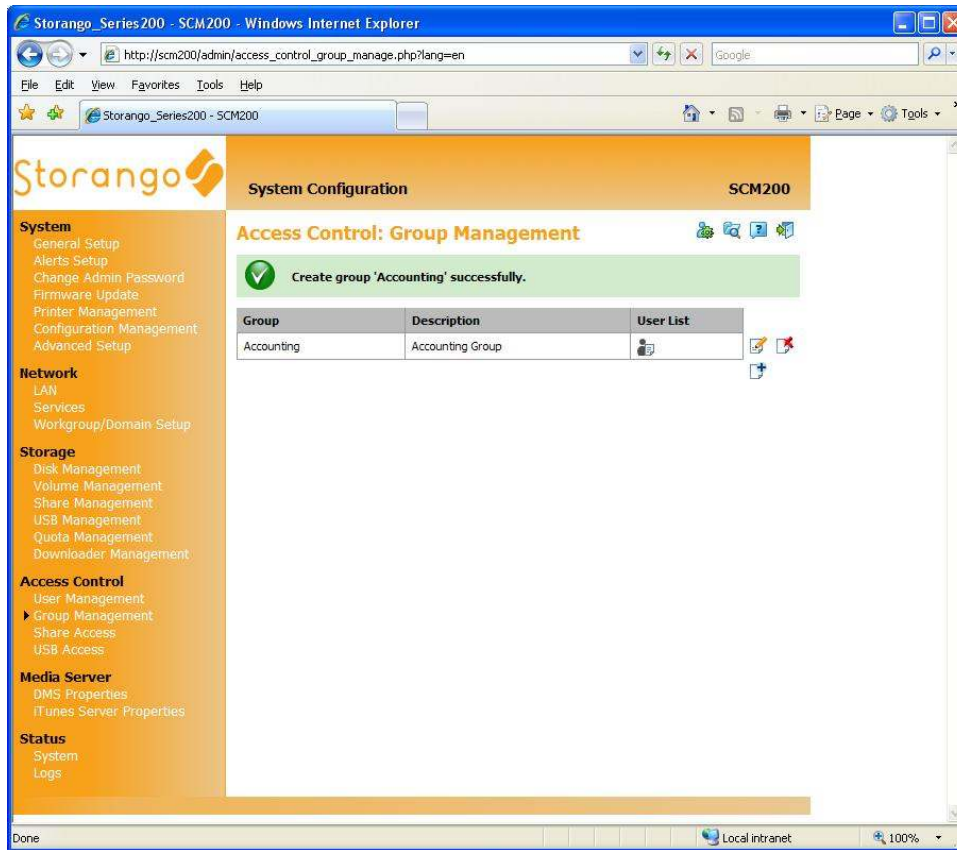 Storango_Series200 - SCM200 - Windows Internet Explorer
http://scm200/admin/access_control_group_manage.php?lang=en
Google
File Edit View Favorites Tools Help
Storango_Series200 - SCM200
Page Tools
Storango
System Configuration
SCM200
System
General Setup
Alerts Setup
Change Admin Password
Firmware Update
Printer Management
Configuration Management
Advanced Setup
Network
LAN
Services
Workgroup/Domain Setup
Storage
Disk Management
Volume Management
Share Management
USB Management
Quota Management
Downloader Management
Access Control
User Management
Group Management
Share Access
USB Access
Media Server
DMS Properties
iTunes Server Properties
Status
System
Logs
Access Control: Group Management
Create group 'Accounting' successfully.
Group Description User List
Accounting Accounting Group
Done
Local intranet
100%